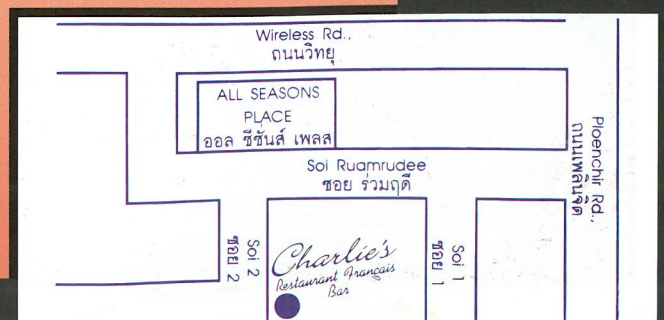 Wireless Rd.,
ถนนวิทยุ
ALL SEASONS
PLACE
ออล ซีซั่นส์ เพลส
Ploenchir Rd.,
ถนนเพลินจิต
Soi Ruamrudee
ซอย ร่วมฤดี
Soi 2
ซอย 2
Charlie's
Restaurant Français
Bar
Soi 1
ซอย 1